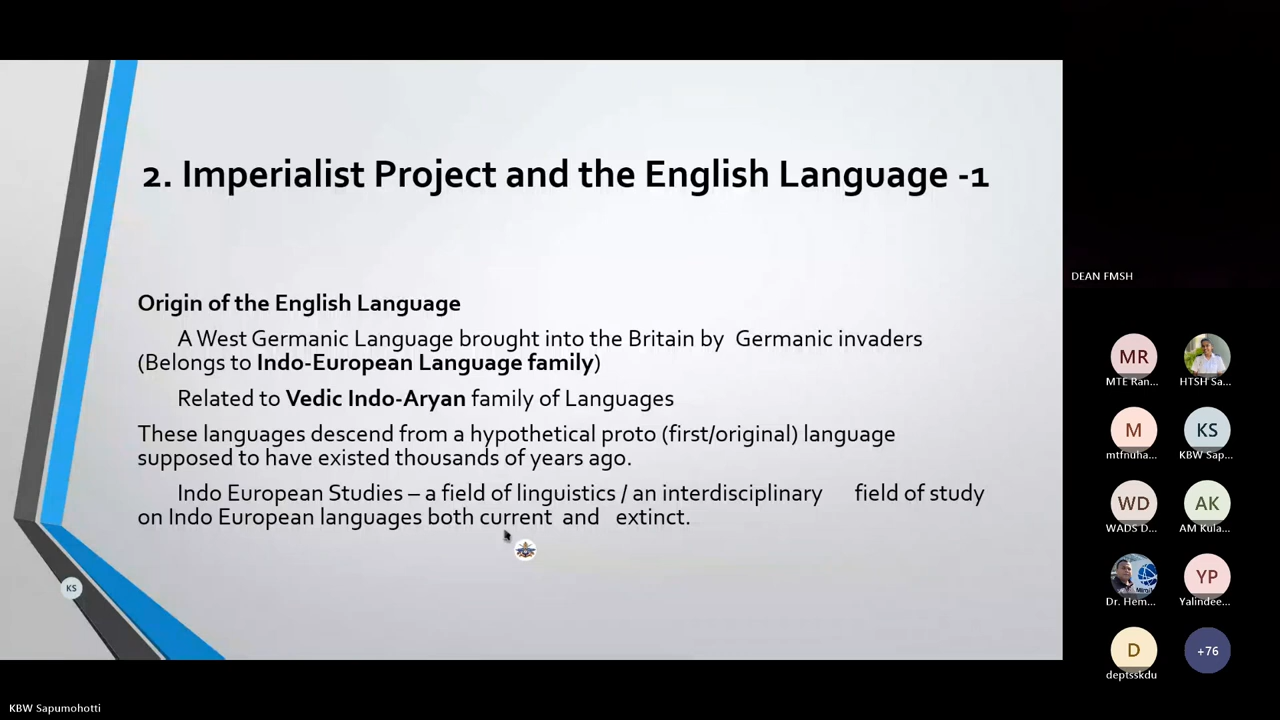 2. Imperialist Project and the English Language -1
Origin of the English Language
A West Germanic Language brought into the Britain by Germanic invaders
(Belongs to Indo-European Language family)
Related to Vedic Indo-Aryan family of Languages
These languages descend from a hypothetical proto (first/original) language
supposed to have existed thousands of years ago.
Indo European Studies – a field of linguistics / an interdisciplinary field of study
on Indo European languages both current and extinct.
KS
KBW Sapumohotti
DEAN FMSH
MR
MTE Ran...
HTSH Sa...
M
mtfnuha...
KS
KBW Sap...
WD
WADS D...
AK
AM Kula...
Dr. Hem...
YP
Yalindee...
D
deptsskdu
+76